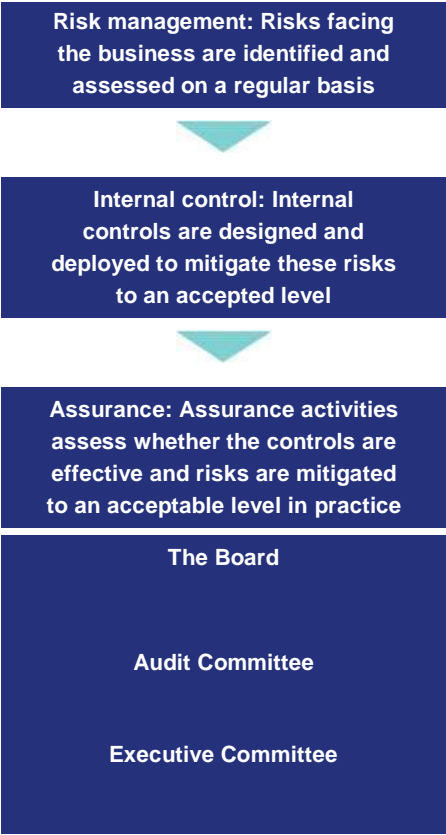 Risk management: Risks facing
the business are identified and
assessed on a regular basis
Internal control: Internal
controls are designed and
deployed to mitigate these risks
to an accepted level
Assurance: Assurance activities
assess whether the controls are
effective and risks are mitigated
to an acceptable level in practice
The Board
Audit Committee
Executive Committee